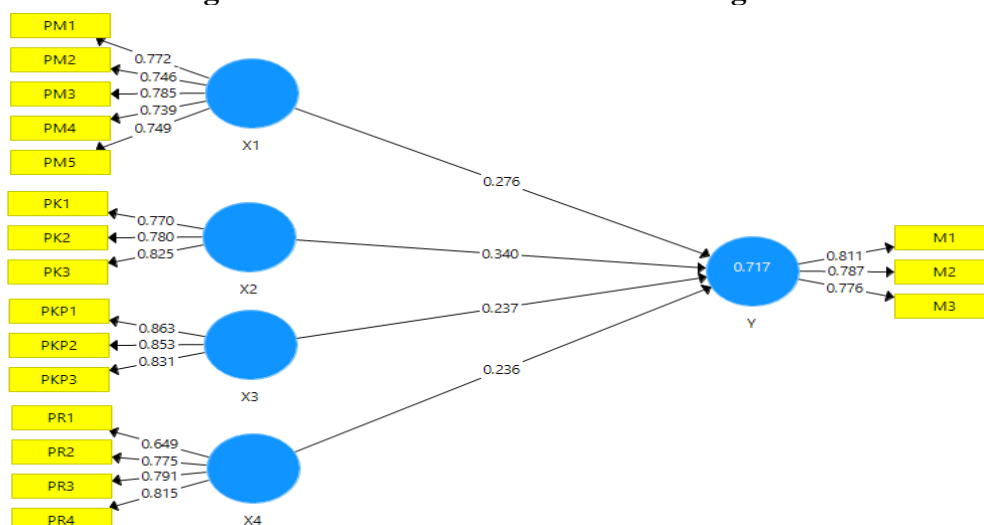 PM1
PM2
PM3
PM4
PM5
0.772
0.746
0.785
0.739
0.749
X1
0.276
PK1
PK2
PK3
0.770
0.780
0.825
X2
0.340
PKP1
PKP2
PKP3
0.863
0.853
0.831
X3
0.237
PR1
PR2
PR3
PR4
0.649
0.775
0.791
0.815
X4
0.236
0.717
Y
0.811
0.787
0.776
M1
M2
M3